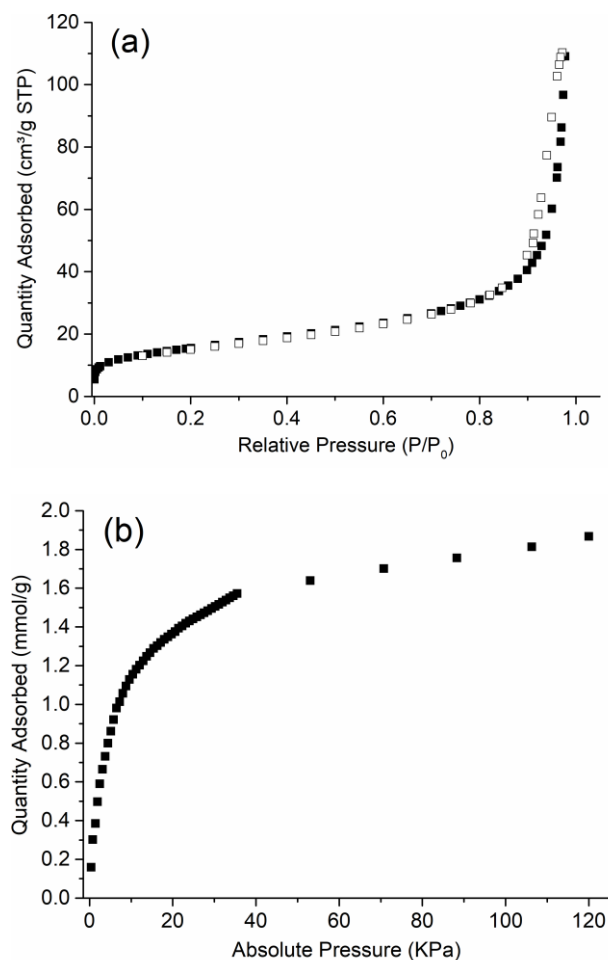 (a)
Quantity Adsorbed (cm³/g STP)
120
100
80
60
40
20
0
0.0 0.2 0.4 0.6 0.8 1.0
Relative Pressure (P/P₀)
(b)
Quantity Adsorbed (mmol/g)
2.0
1.8
1.6
1.4
1.2
1.0
0.8
0.6
0.4
0.2
0.0
0 20 40 60 80 100 120
Absolute Pressure (KPa)